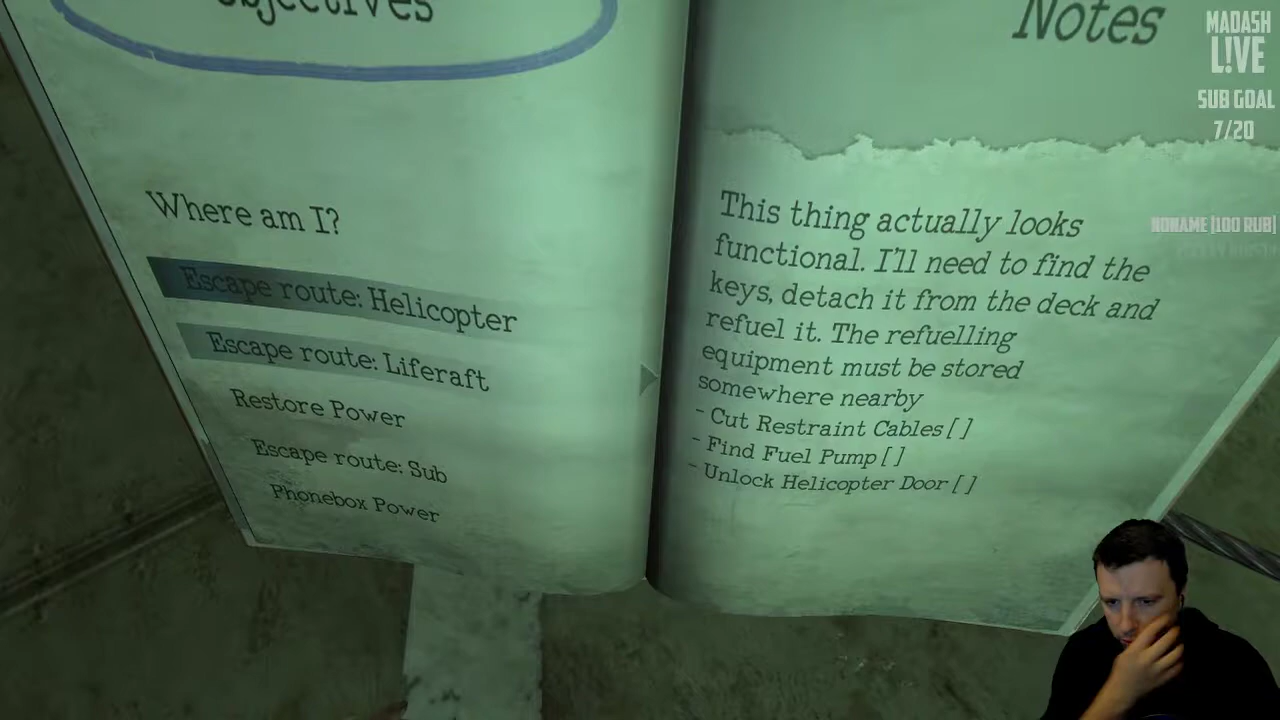 Objectives
Where am I?
Escape route: Helicopter
Escape route: Liferaft
Restore Power
Escape route: Sub
Phonebox Power
Notes
This thing actually looks
functional. I'll need to find the
keys, detach it from the deck and
refuel it. The refuelling
equipment must be stored
somewhere nearby
- Cut Restraint Cables [ ]
- Find Fuel Pump [ ]
- Unlock Helicopter Door [ ]
MADASH
L!VE
SUB GOAL
7/20
NONAME [100 RUB]